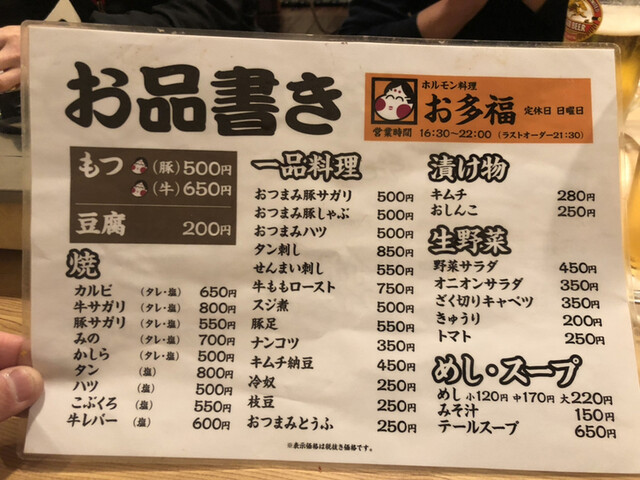 お品書き
ホルモン料理
お多福 定休日 日曜日
営業時間 16:30～22:00 (ラストオーダー21:30)
もつ (豚) 500円
(牛) 650円
豆腐 200円
焼
カルビ (タレ・塩) 650円
牛サガリ (タレ・塩) 800円
豚サガリ (タレ・塩) 550円
みの (タレ・塩) 700円
かしら (タレ・塩) 500円
タン (塩) 800円
ハツ (塩) 500円
こぶくろ (塩) 550円
牛レバー (塩) 600円
一品料理
おつまみ豚サガリ 500円
おつまみ豚しゃぶ 500円
おつまみハツ 500円
タン刺し 850円
せんまい刺し 550円
牛ももロースト 750円
スジ煮 500円
豚足 550円
ナンコツ 350円
キムチ納豆 450円
冷奴 250円
枝豆 250円
おつまみとうふ 250円
漬け物
キムチ 280円
おしんこ 250円
生野菜
野菜サラダ 450円
オニオンサラダ 350円
ざく切りキャベツ 350円
きゅうり 200円
トマト 250円
めし・スープ
めし 小120円 中170円 大220円
みそ汁 150円
テールスープ 650円
※表示価格は税抜き価格です。